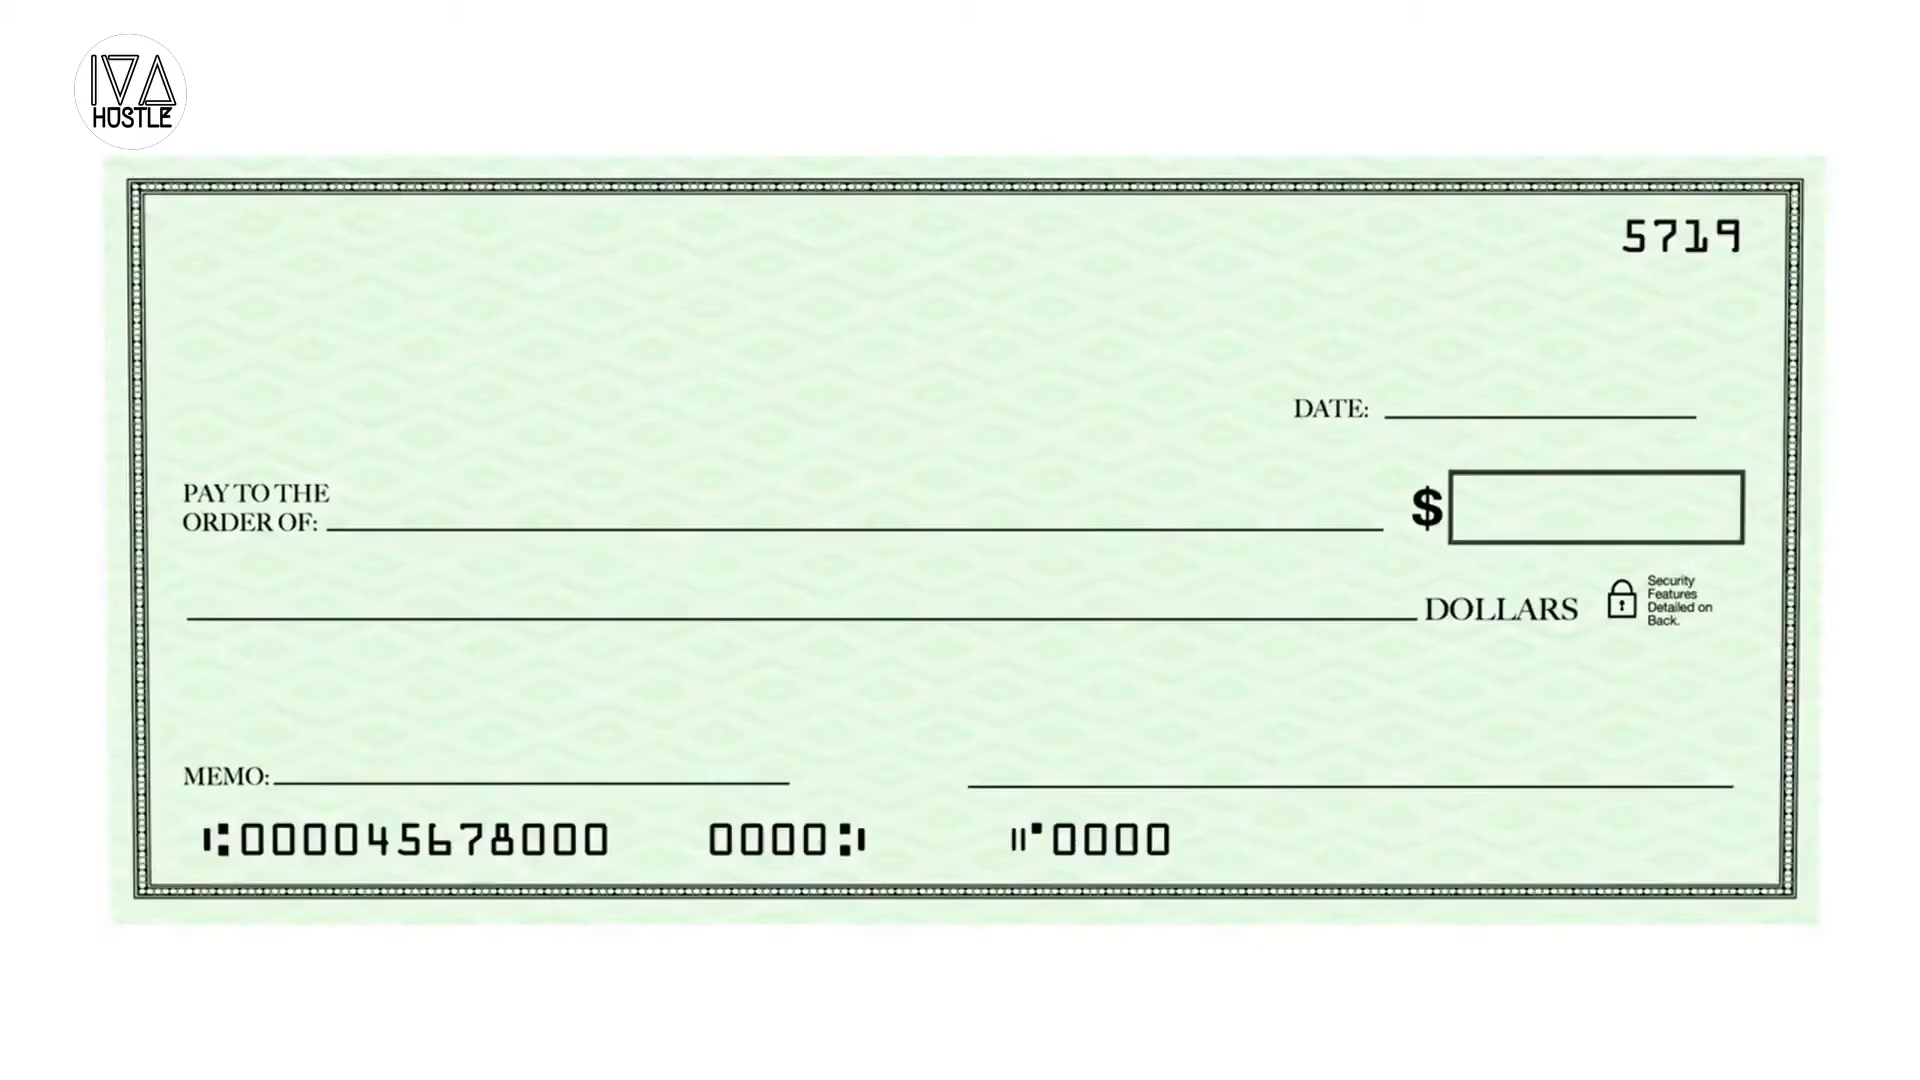 IVA
HUSTLE
5719
DATE:
PAY TO THE
ORDER OF:
$
DOLLARS
Security
Features
Detailed on
Back.
MEMO:
⑆000045678000 0000⑆ ⑈0000